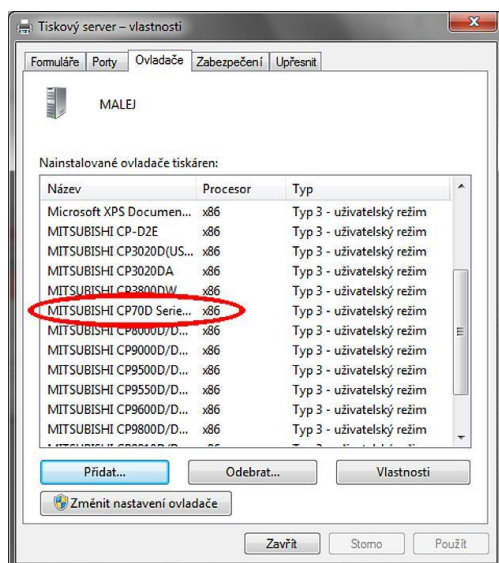 Tiskový server – vlastnosti
Formuláře Porty Ovladače Zabezpečení Upřesnit
MALEJ
Nainstalované ovladače tiskáren:
Název Procesor Typ
Microsoft XPS Documen... x86 Typ 3 - uživatelský režim
MITSUBISHI CP-D2E x86 Typ 3 - uživatelský režim
MITSUBISHI CP3020D(US... x86 Typ 3 - uživatelský režim
MITSUBISHI CP3020DA x86 Typ 3 - uživatelský režim
MITSUBISHI CP3800DW x86 Typ 3 - uživatelský režim
MITSUBISHI CP70D Serie... x86 Typ 3 - uživatelský režim
MITSUBISHI CP8000D/D... x86 Typ 3 - uživatelský režim
MITSUBISHI CP9000D/D... x86 Typ 3 - uživatelský režim
MITSUBISHI CP9500D/D... x86 Typ 3 - uživatelský režim
MITSUBISHI CP9550D/D... x86 Typ 3 - uživatelský režim
MITSUBISHI CP9600D/D... x86 Typ 3 - uživatelský režim
MITSUBISHI CP9800D/D... x86 Typ 3 - uživatelský režim
Přidat... Odebrat... Vlastnosti
Změnit nastavení ovladače
Zavřít Storno Použít